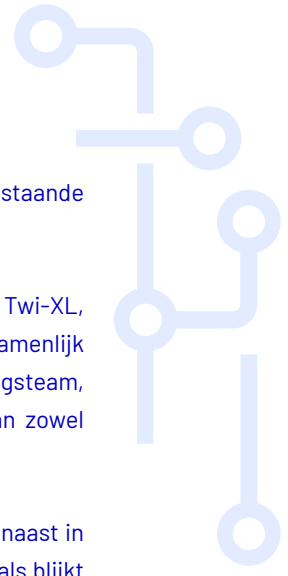 staande
Twi-XL,
amenlijk
gsteam,
an zowel
naast in
als blijkt